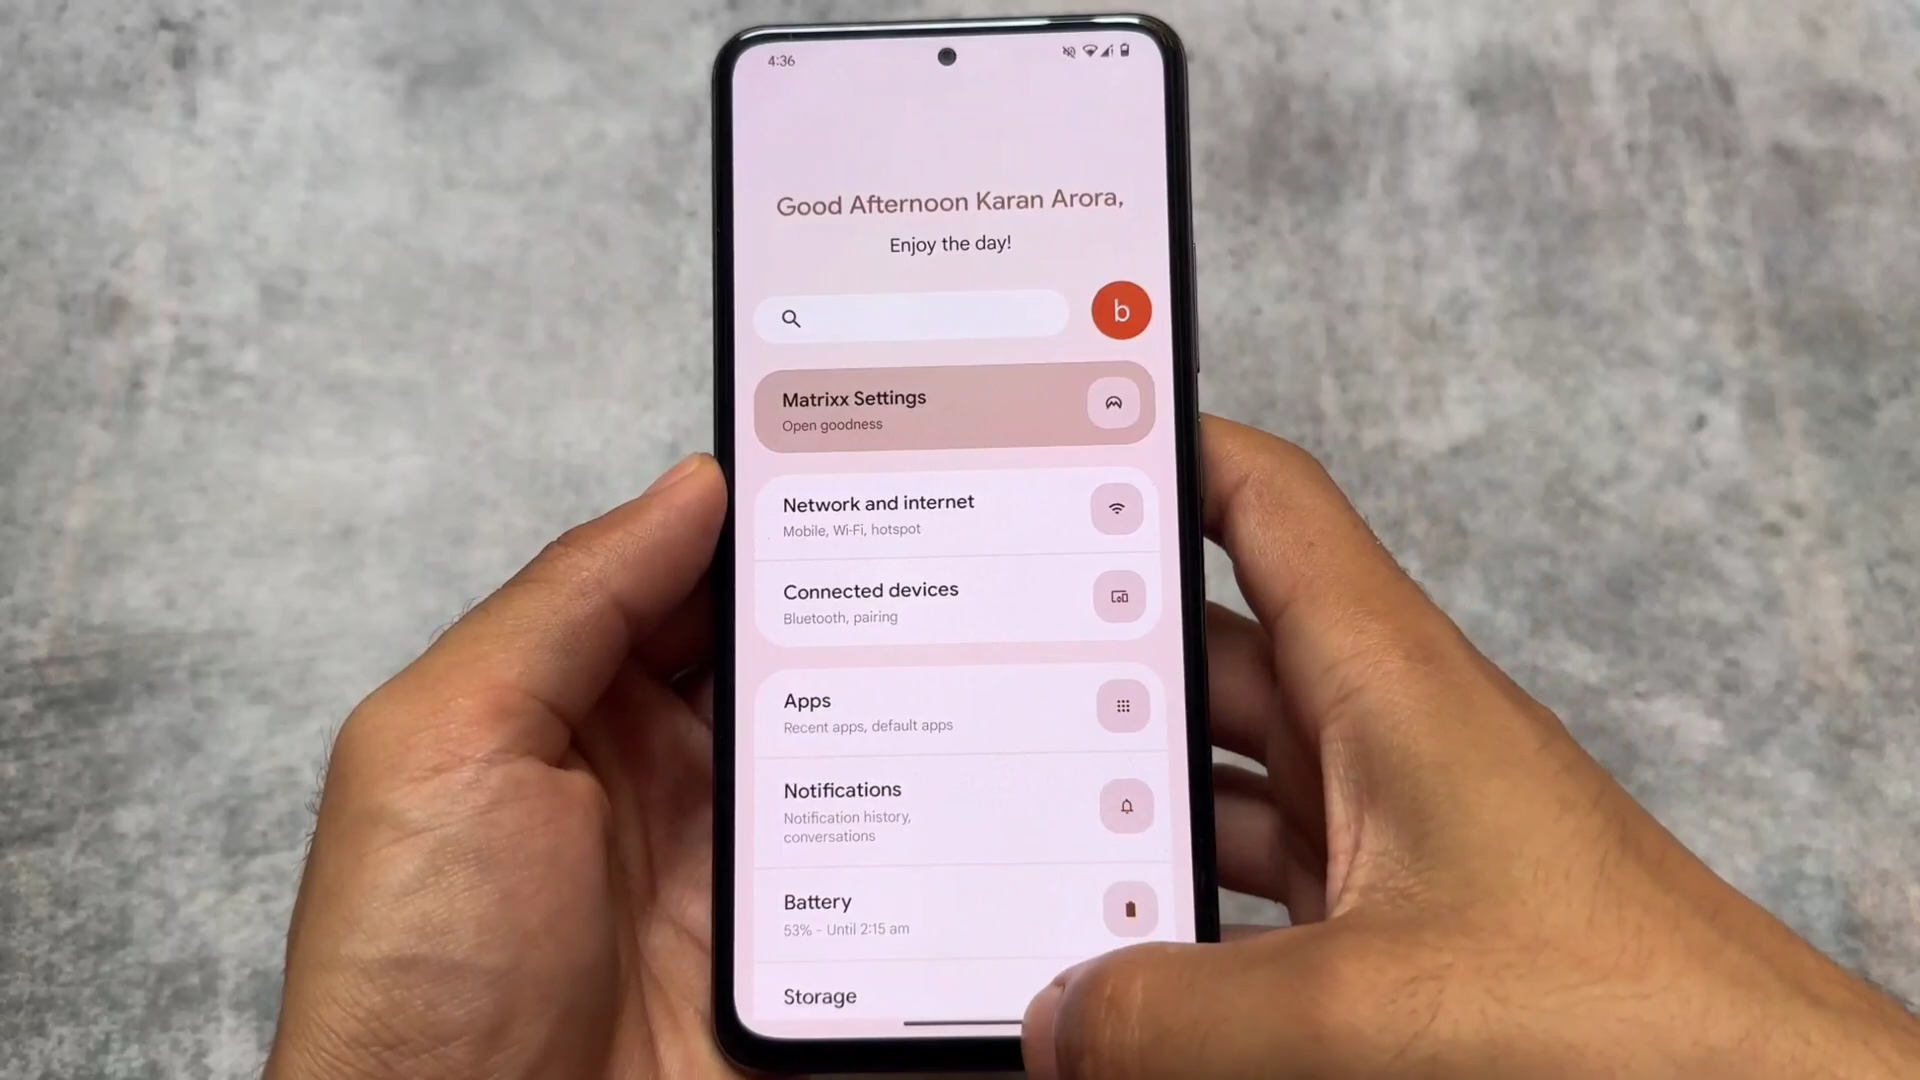 4:36
Good Afternoon Karan Arora,
Enjoy the day!
b
Matrixx Settings
Open goodness
Network and internet
Mobile, Wi-Fi, hotspot
Connected devices
Bluetooth, pairing
Apps
Recent apps, default apps
Notifications
Notification history,
conversations
Battery
53% - Until 2:15 am
Storage